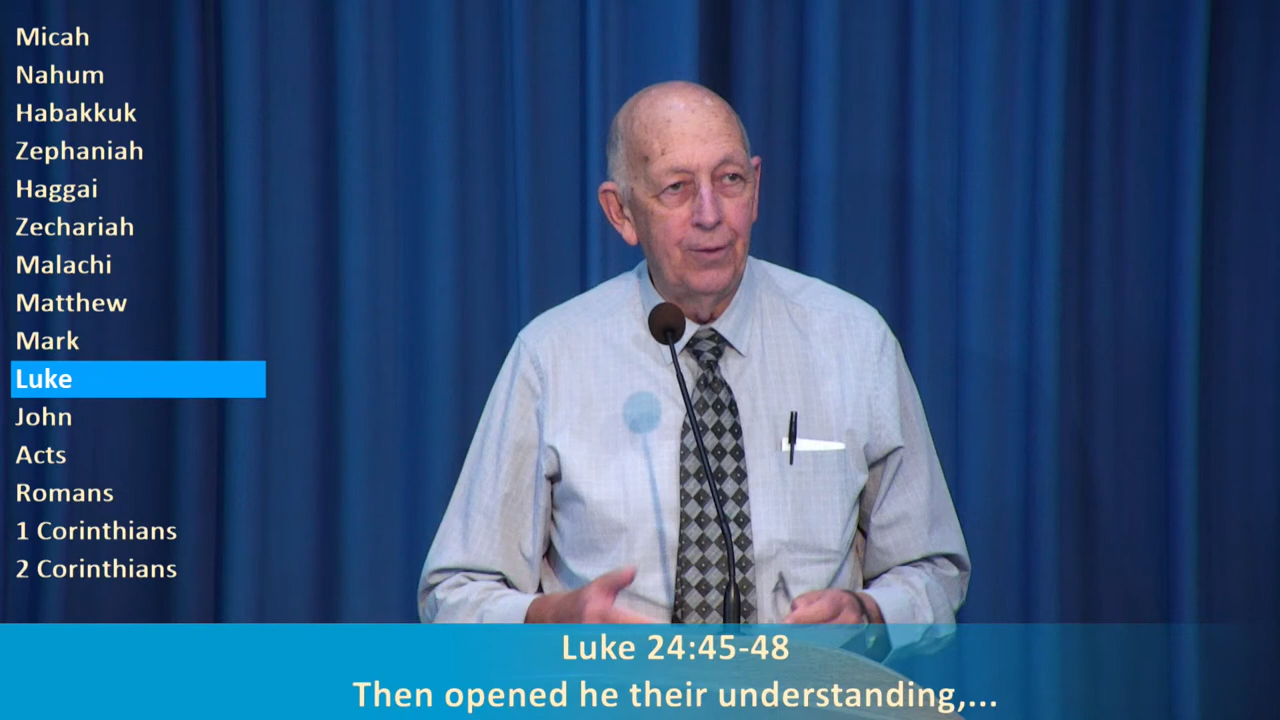 Micah
Nahum
Habakkuk
Zephaniah
Haggai
Zechariah
Malachi
Matthew
Mark
Luke
John
Acts
Romans
1 Corinthians
2 Corinthians
Luke 24:45-48
Then opened he their understanding,...